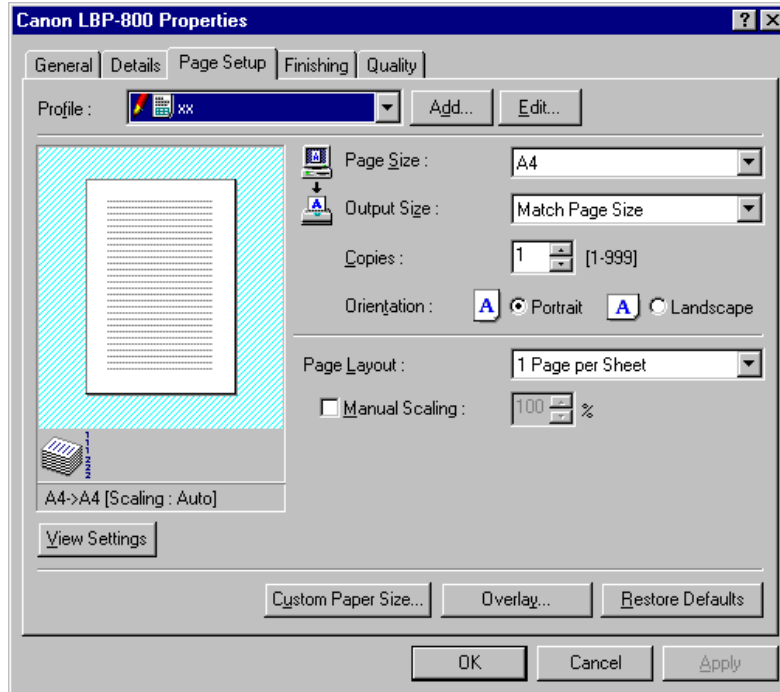 Canon LBP-800 Properties
General Details Page Setup Finishing Quality
Profile : xx Add... Edit...
Page Size : A4
Output Size : Match Page Size
Copies : 1 [1-999]
Orientation : A Portrait A Landscape
Page Layout : 1 Page per Sheet
Manual Scaling : 100 %
A4->A4 [Scaling : Auto]
View Settings
Custom Paper Size... Overlay... Restore Defaults
OK Cancel Apply